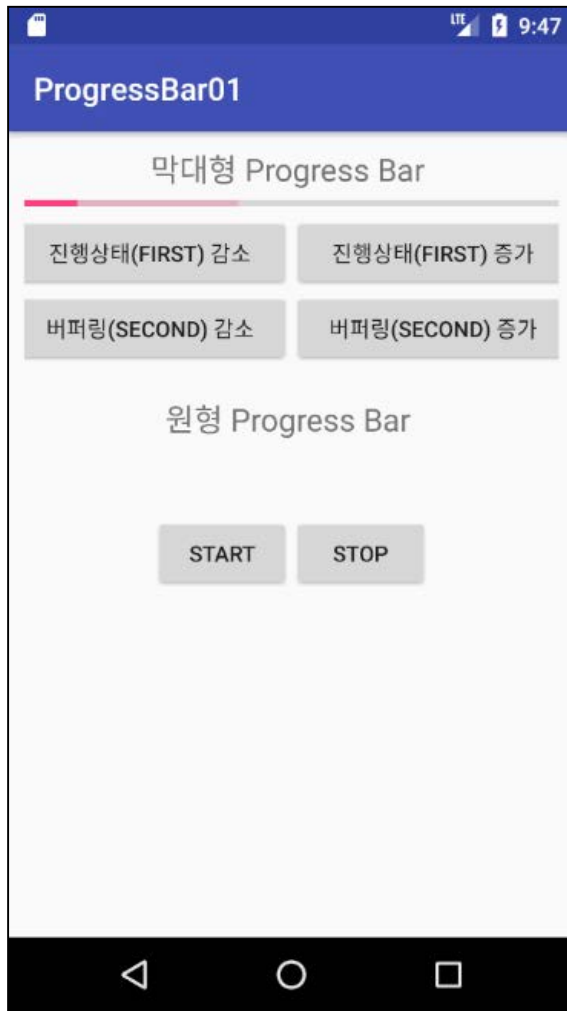 LTE 9:47
ProgressBar01
막대형 Progress Bar
진행상태(FIRST) 감소 진행상태(FIRST) 증가
버퍼링(SECOND) 감소 버퍼링(SECOND) 증가
원형 Progress Bar
START STOP